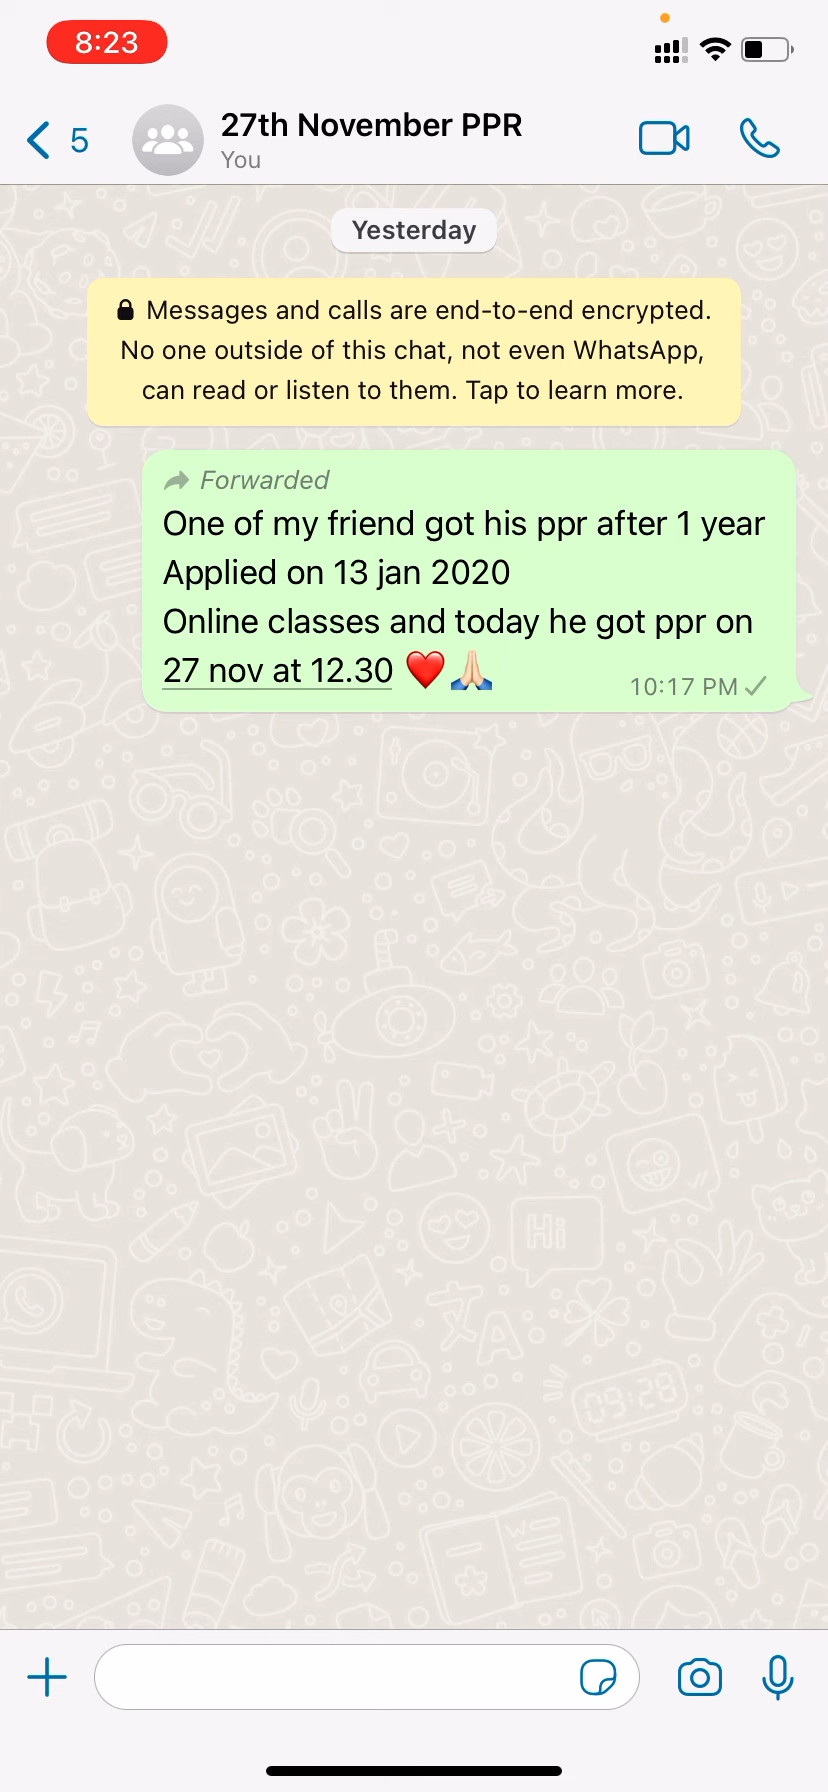 8:23
5
27th November PPR
You
Yesterday
Messages and calls are end-to-end encrypted.
No one outside of this chat, not even WhatsApp,
can read or listen to them. Tap to learn more.
Forwarded
One of my friend got his ppr after 1 year
Applied on 13 jan 2020
Online classes and today he got ppr on
27 nov at 12.30 ❤️🙏🏻
10:17 PM
Hi
09:28